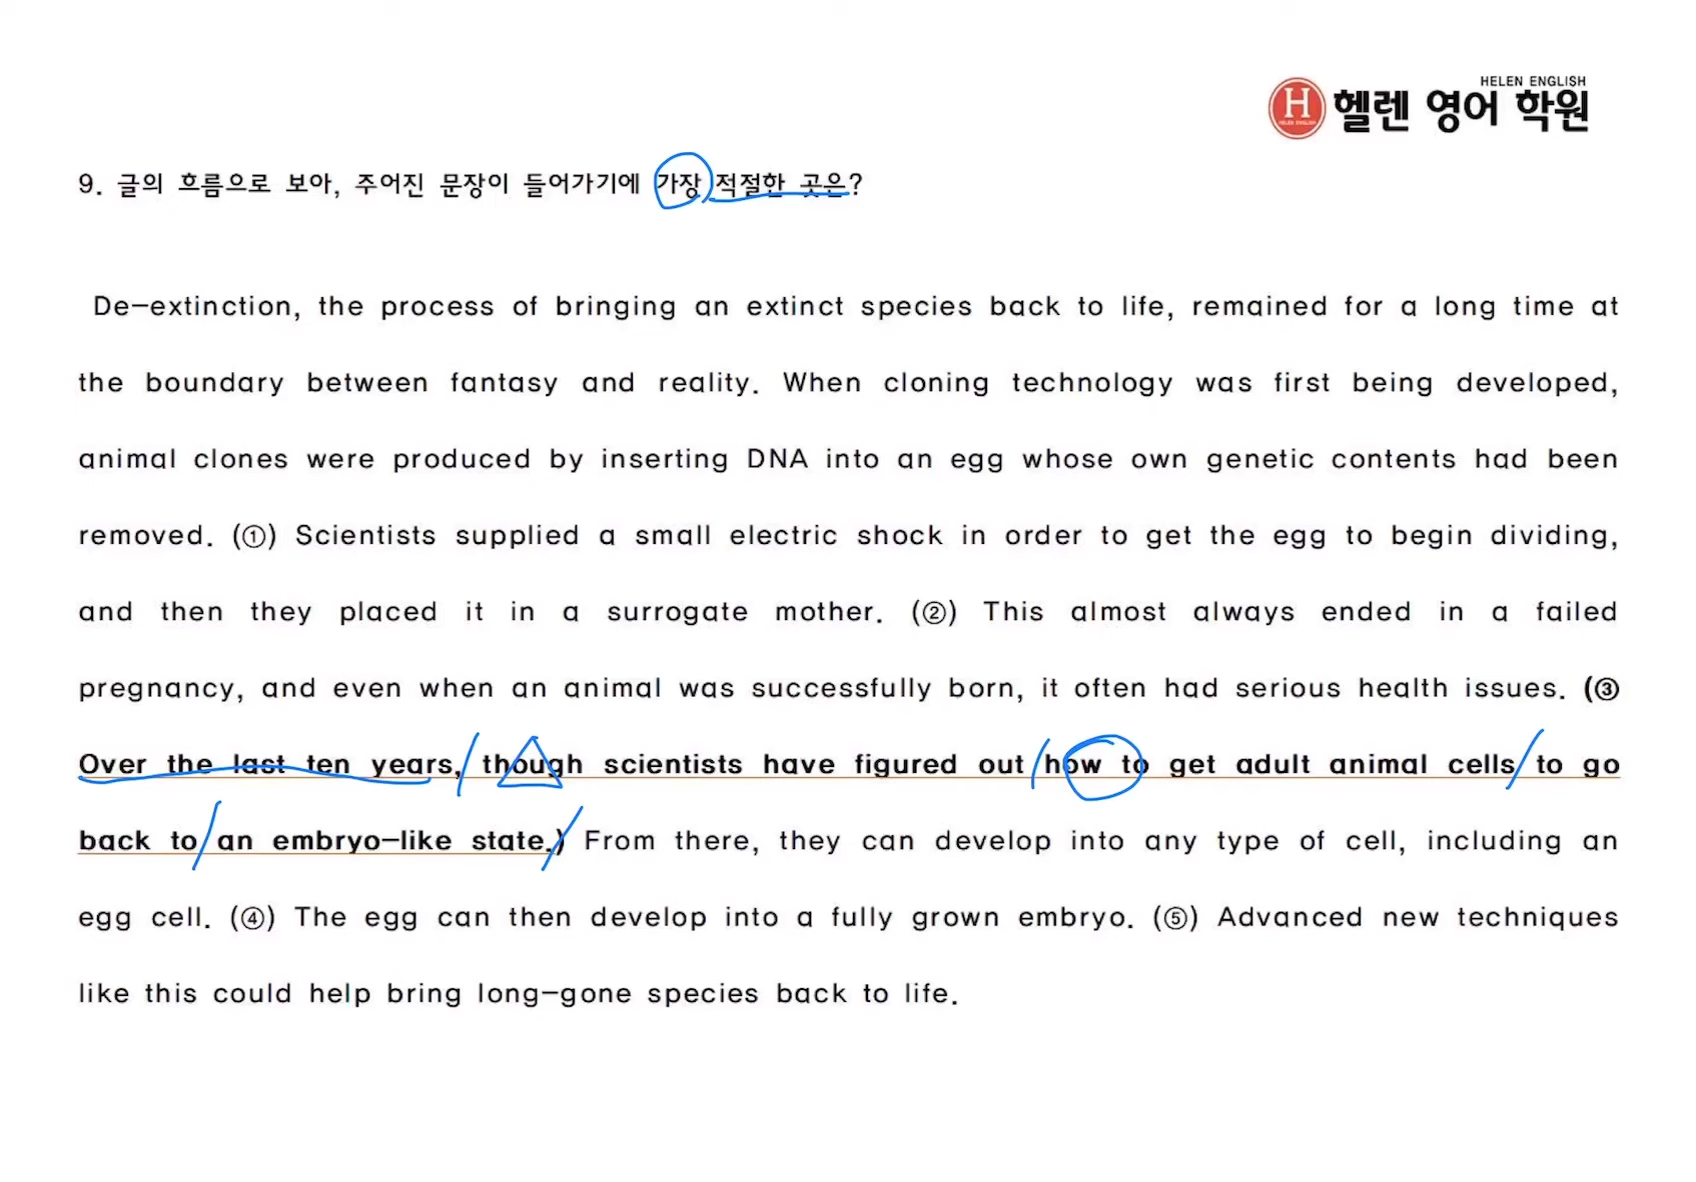 HELEN ENGLISH
H 헬렌 영어 학원
9. 글의 흐름으로 보아, 주어진 문장이 들어가기에 가장 적절한 곳은?
De-extinction, the process of bringing an extinct species back to life, remained for a long time at
the boundary between fantasy and reality. When cloning technology was first being developed,
animal clones were produced by inserting DNA into an egg whose own genetic contents had been
removed. (①) Scientists supplied a small electric shock in order to get the egg to begin dividing,
and then they placed it in a surrogate mother. (②) This almost always ended in a failed
pregnancy, and even when an animal was successfully born, it often had serious health issues. (③
Over the last ten years, though scientists have figured out how to get adult animal cells to go
back to an embryo-like state.) From there, they can develop into any type of cell, including an
egg cell. (④) The egg can then develop into a fully grown embryo. (⑤) Advanced new techniques
like this could help bring long-gone species back to life.